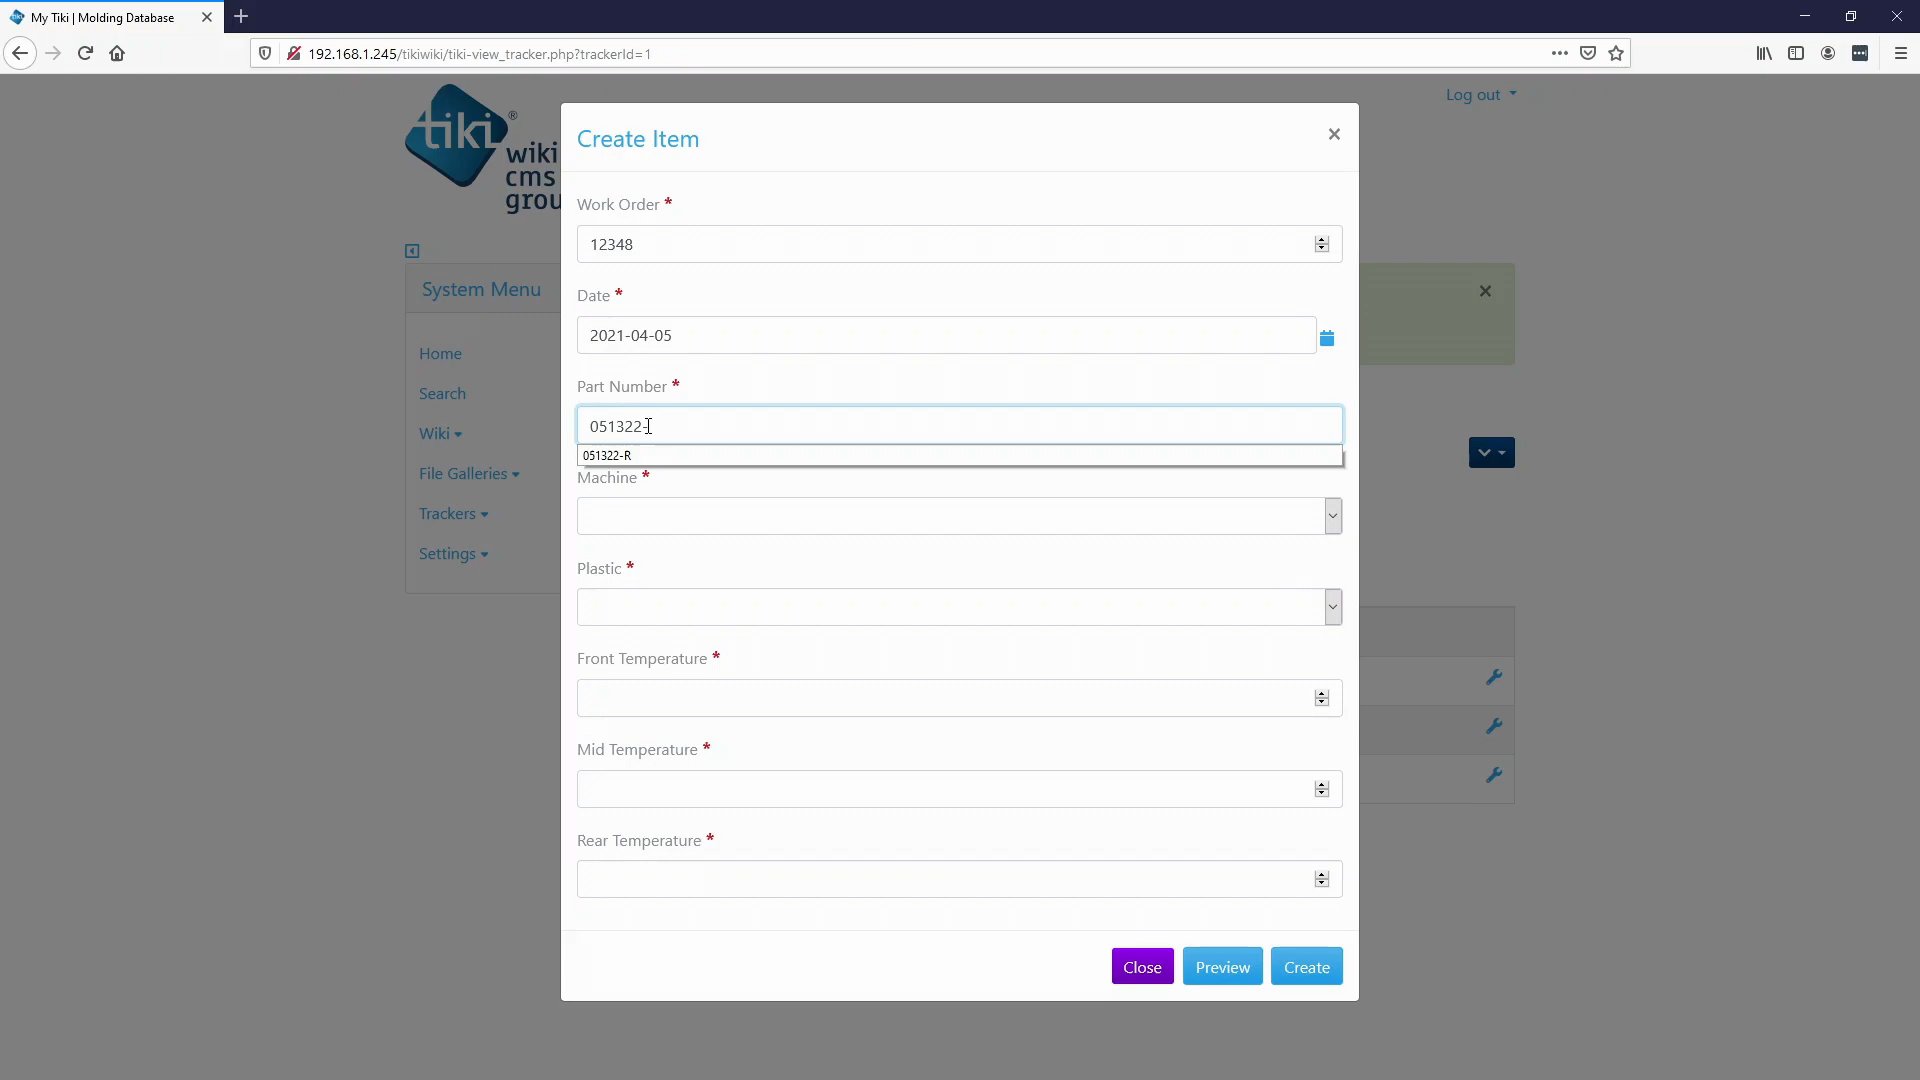 My Tiki | Molding Database
192.168.1.245/tikiwiki/tiki-view_tracker.php?trackerId=1
Log out
tiki®
wiki
cms
grou
System Menu
Home
Search
Wiki
File Galleries
Trackers
Settings
Create Item
Work Order *
12348
Date *
2021-04-05
Part Number *
051322-
051322-R
Machine *
Plastic *
Front Temperature *
Mid Temperature *
Rear Temperature *
Close
Preview
Create